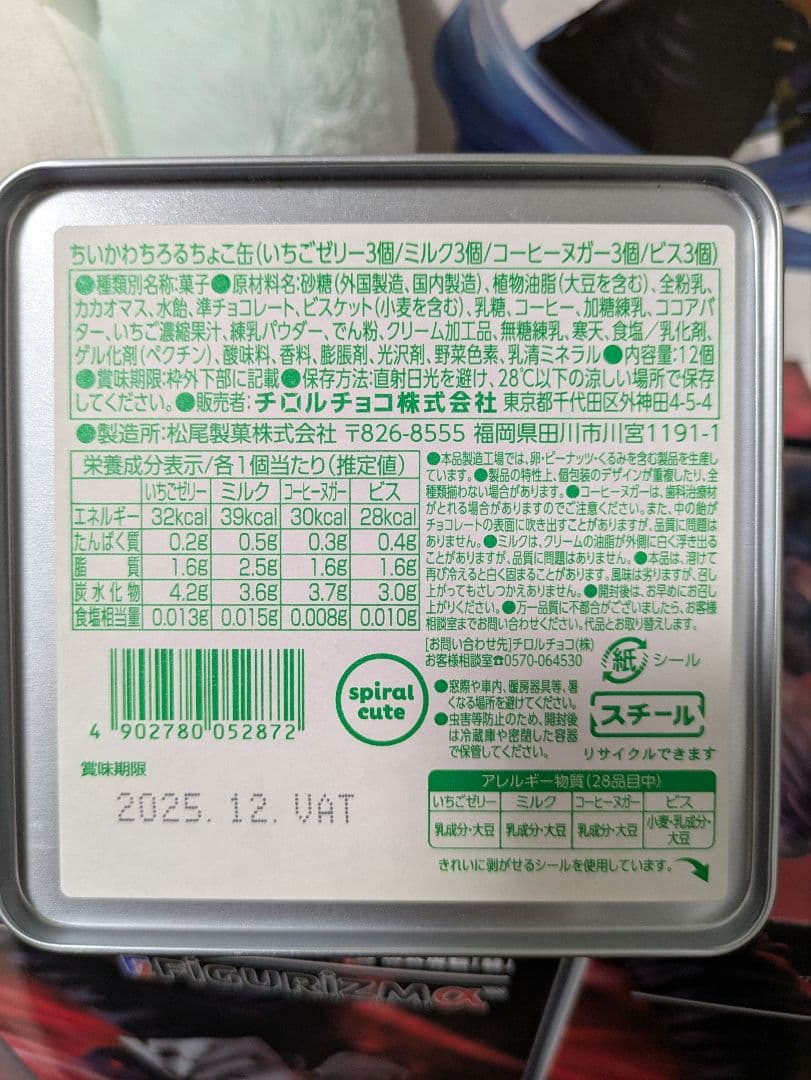 ちいかわちろるちょこ缶(いちごゼリー3個/ミルク3個/コーヒーヌガー3個/ビス3個)
●種類別名称:菓子●原材料名:砂糖(外国製造、国内製造)、植物油脂(大豆を含む)、全粉乳、
カカオマス、水飴、準チョコレート、ビスケット(小麦を含む)、乳糖、コーヒー、加糖練乳、ココアバ
ター、いちご濃縮果汁、練乳パウダー、でん粉、クリーム加工品、無糖練乳、寒天、食塩/乳化剤、
ゲル化剤(ペクチン)、酸味料、香料、膨脹剤、光沢剤、野菜色素、乳清ミネラル●内容量:12個
●賞味期限:枠外下部に記載●保存方法:直射日光を避け、28℃以下の涼しい場所で保存
してください。●販売者:チロルチョコ株式会社 東京都千代田区外神田4-5-4
●製造所:松尾製菓株式会社 〒826-8555 福岡県田川市川宮1191-1
栄養成分表示/各1個当たり(推定値)
いちごゼリー ミルク コーヒーヌガー ビス
エネルギー 32kcal 39kcal 30kcal 28kcal
たんぱく質 0.2g 0.5g 0.3g 0.4g
脂質 1.6g 2.5g 1.6g 1.6g
炭水化物 4.2g 3.6g 3.7g 3.0g
食塩相当量 0.013g 0.015g 0.008g 0.010g
●本品製造工場では、卵・ピーナッツ・くるみを含む製品を生産し
ています。●製品の特性上、個包装のデザインが重複したり、全
種類揃わない場合があります。●コーヒーヌガーは、歯科治療材
がとれる場合がありますのでご注意ください。また、中の飴が
チョコレートの表面に吹き出すことがありますが、品質に問題は
ありません。●ミルクは、クリームの油脂が外側に白く浮き出る
ことがありますが、品質に問題はありません。●本品は、溶けて
再び冷えると白く固まることがあります。風味は劣りますが、召し
上がってもさしつかえありません。●開封後は、お早めにお召し
上がりください。●万一品質に不都合がございましたら、お客様
相談室までお問い合わせください。代品とお取り替えします。
[お問い合わせ先]チロルチョコ(株)
お客様相談室☎0570-064530
紙 シール
●窓際や車内、暖房器具等、暑
くなる場所を避けてください。
●虫害等防止のため、開封後
は冷蔵庫や密閉した容器
で保管してください。
スチール
リサイクルできます
spiral
cute
4 902780 052872
賞味期限
2025. 12. VAT
アレルギー物質(28品目中)
いちごゼリー ミルク コーヒーヌガー ビス
乳成分・大豆 乳成分・大豆 乳成分・大豆 小麦・乳成分・
大豆
きれいに剥がせるシールを使用しています。
FiGURiZMα